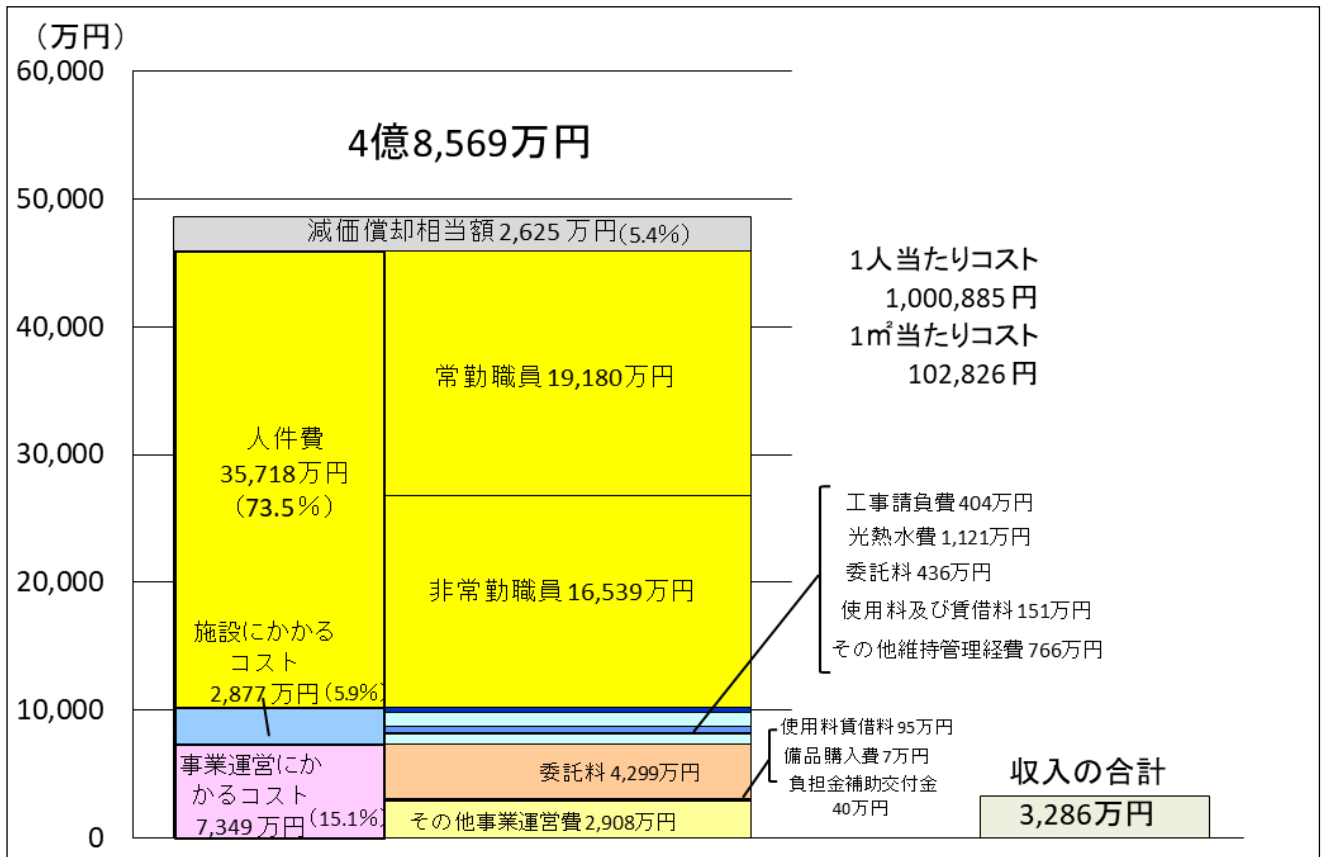 （万円）
60,000
50,000
40,000
30,000
20,000
10,000
0
4億8,569万円
減価償却相当額2,625万円(5.4%)
人件費
35,718万円
(73.5％)
常勤職員19,180万円
非常勤職員16,539万円
施設にかかる
コスト
2,877万円(5.9%)
事業運営にか
かるコスト
7,349万円(15.1%)
委託料4,299万円
その他事業運営費2,908万円
1人当たりコスト
1,000,885円
1㎡当たりコスト
102,826円
工事請負費404万円
光熱水費1,121万円
委託料436万円
使用料及び賃借料151万円
その他維持管理経費766万円
使用料賃借料95万円
備品購入費7万円
負担金補助交付金
40万円
収入の合計
3,286万円